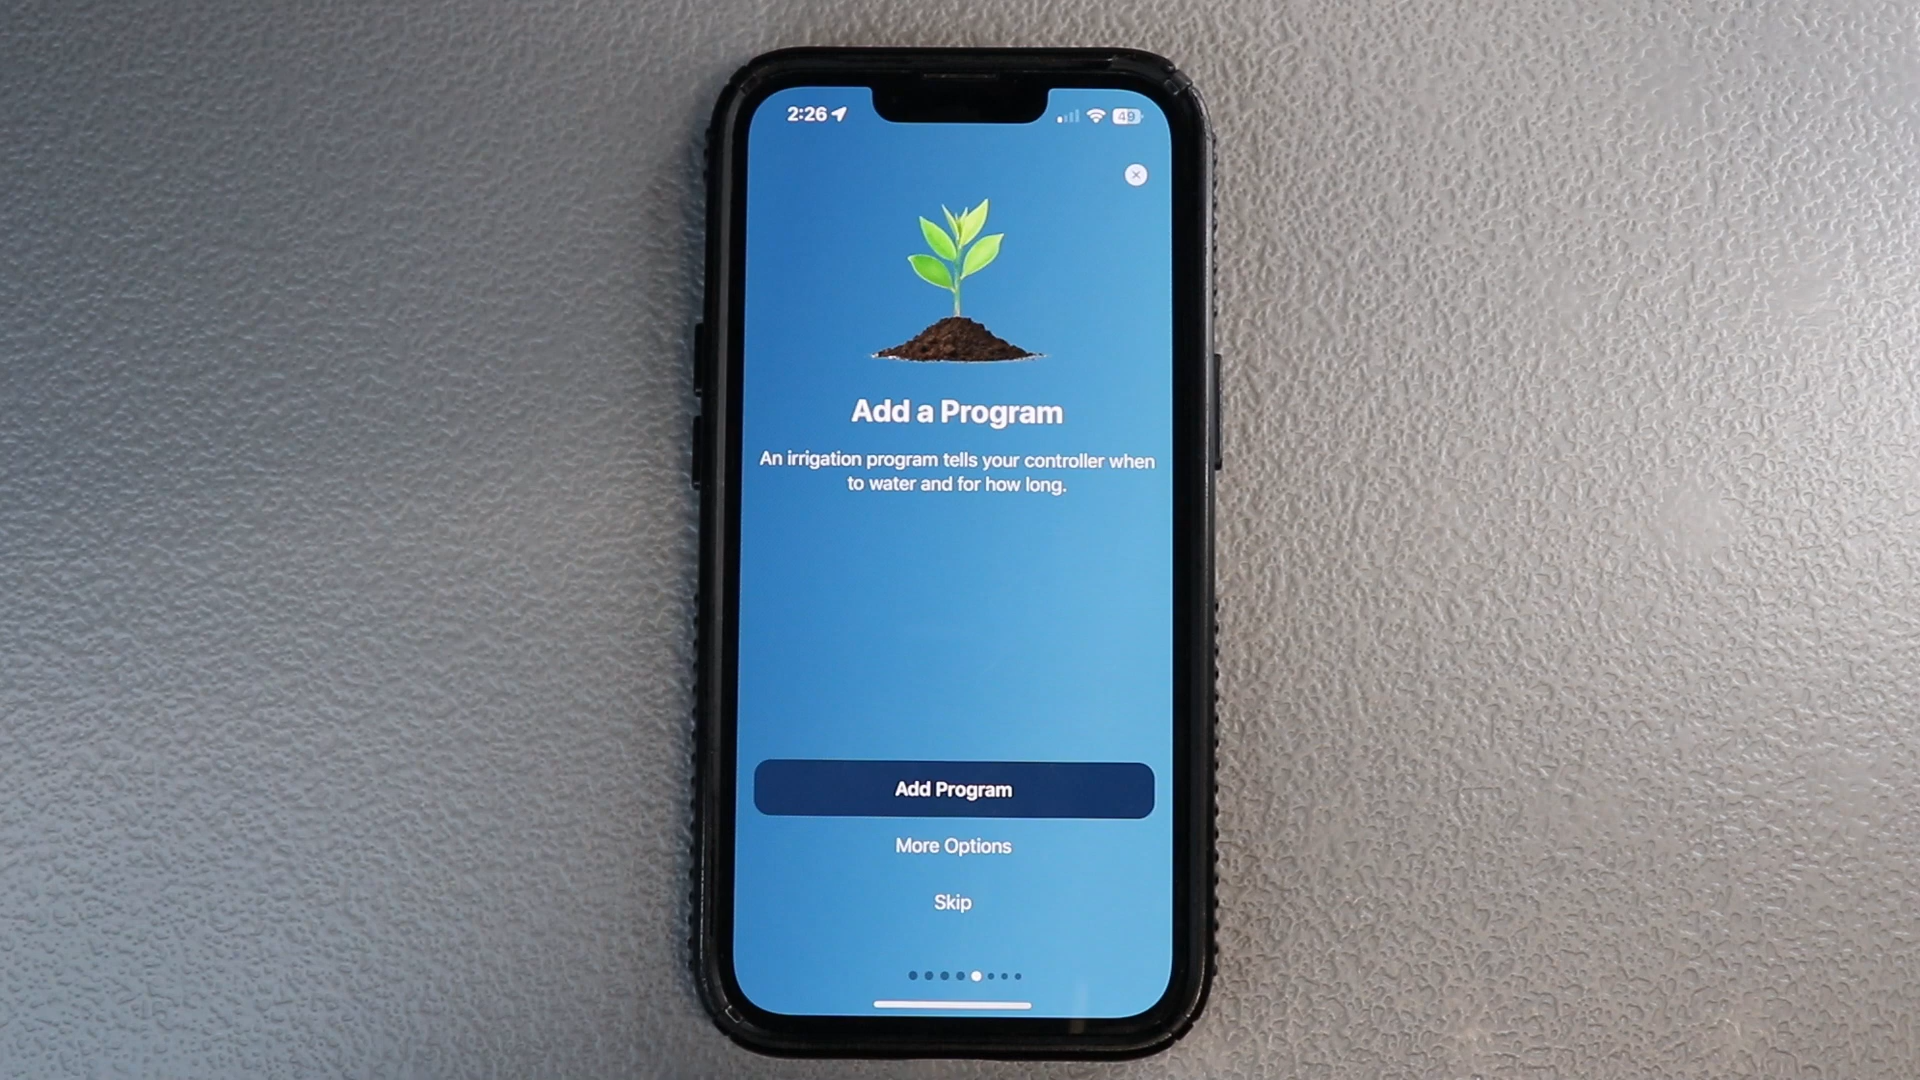 2:26
49
Add a Program
An irrigation program tells your controller when
to water and for how long.
Add Program
More Options
Skip